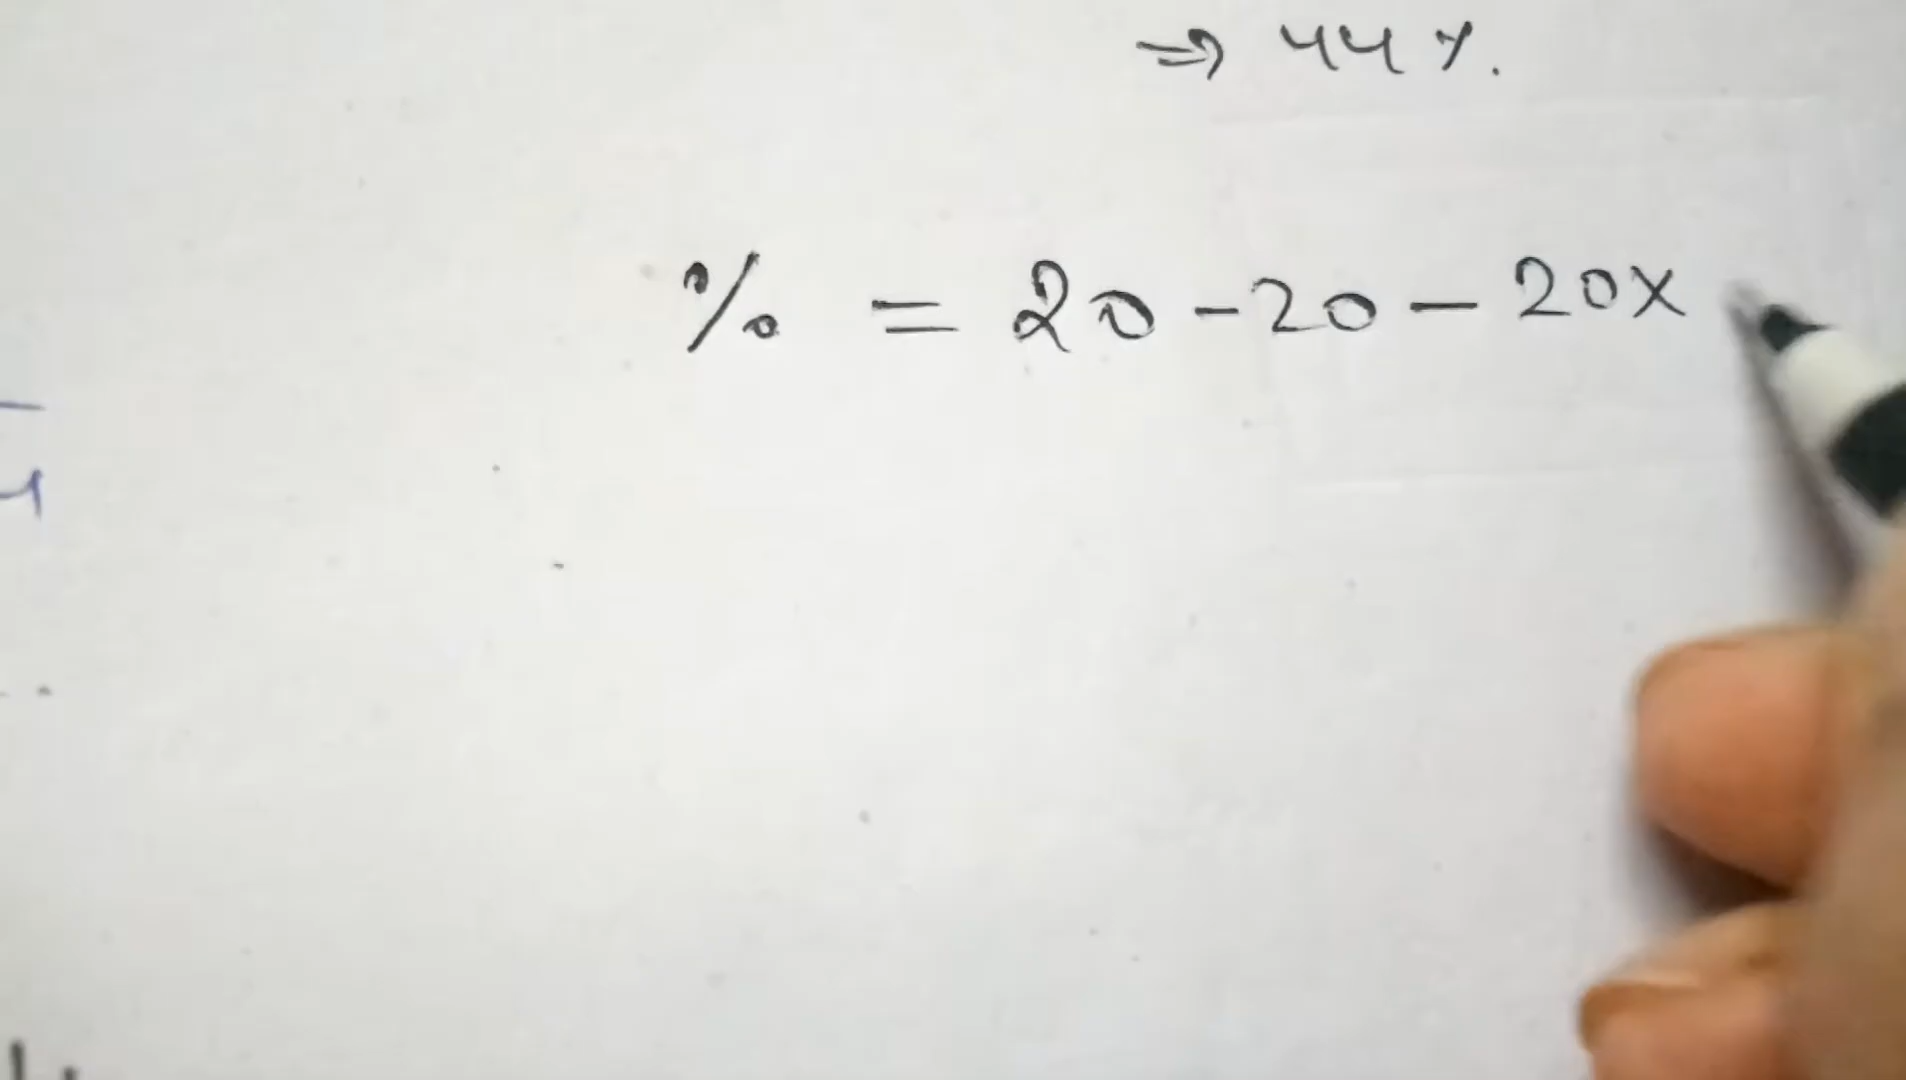 ⇒ 44%.
% = 20 - 20 - 20x